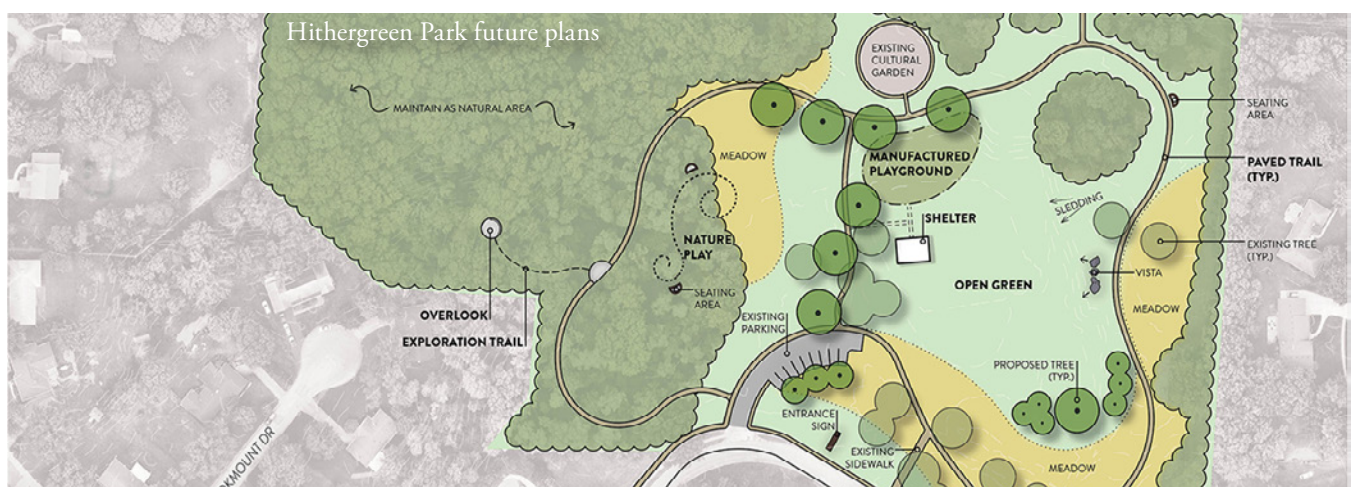 Hithergreen Park future plans
EXISTING
CULTURAL
GARDEN
MAINTAIN AS NATURAL AREA
SEATING
AREA
MEADOW
MANUFACTURED
PLAYGROUND
PAVED TRAIL
(TYP.)
SLEDDING
SHELTER
NATURE
PLAY
EXISTING TREE
(TYP.)
VISTA
OPEN GREEN
SEATING
AREA
MEADOW
OVERLOOK
EXISTING
PARKING
EXPLORATION TRAIL
PROPOSED TREE
(TYP.)
ENTRANCE
SIGN
EXISTING
SIDEWALK
MEADOW